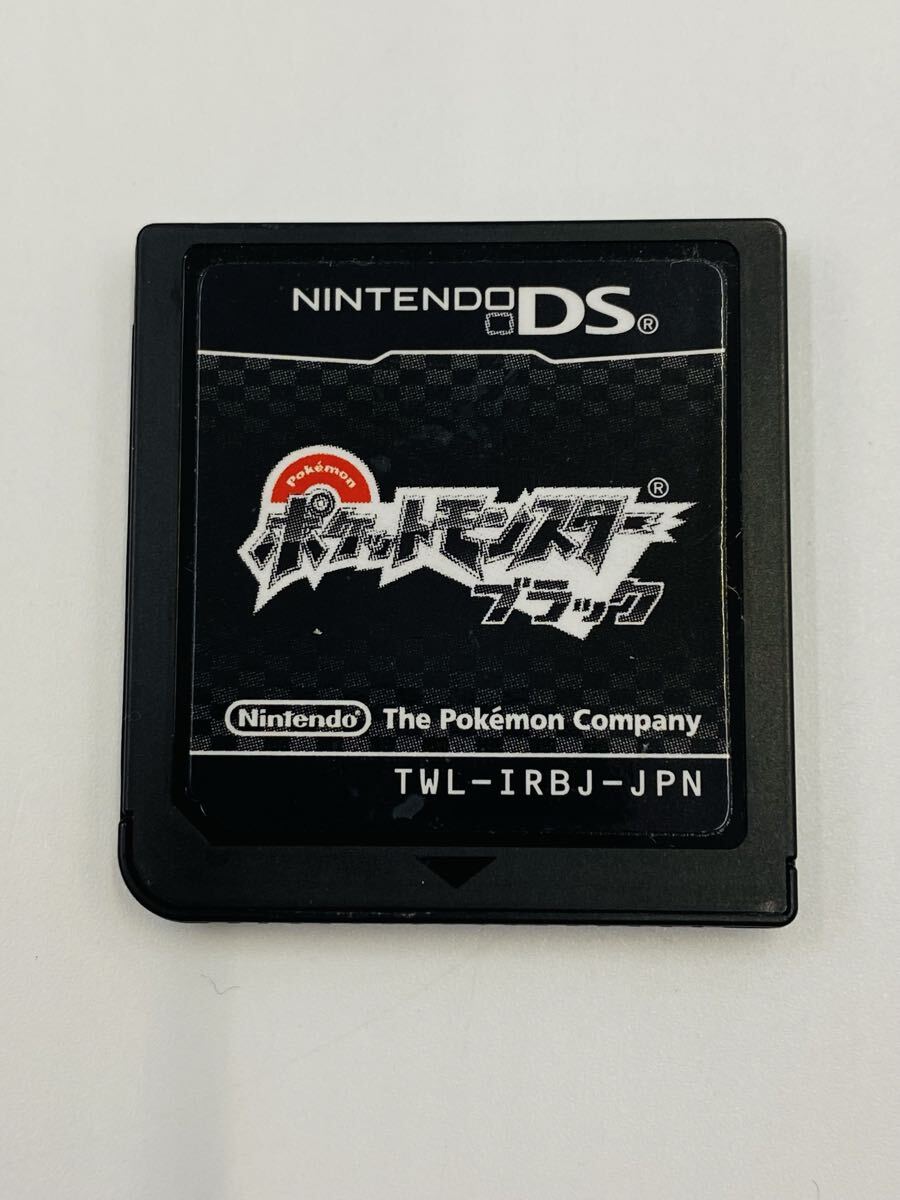 NINTENDO DS®
Pokémon
ポケットモンスター®
ブラック
Nintendo® The Pokémon Company
TWL-IRBJ-JPN